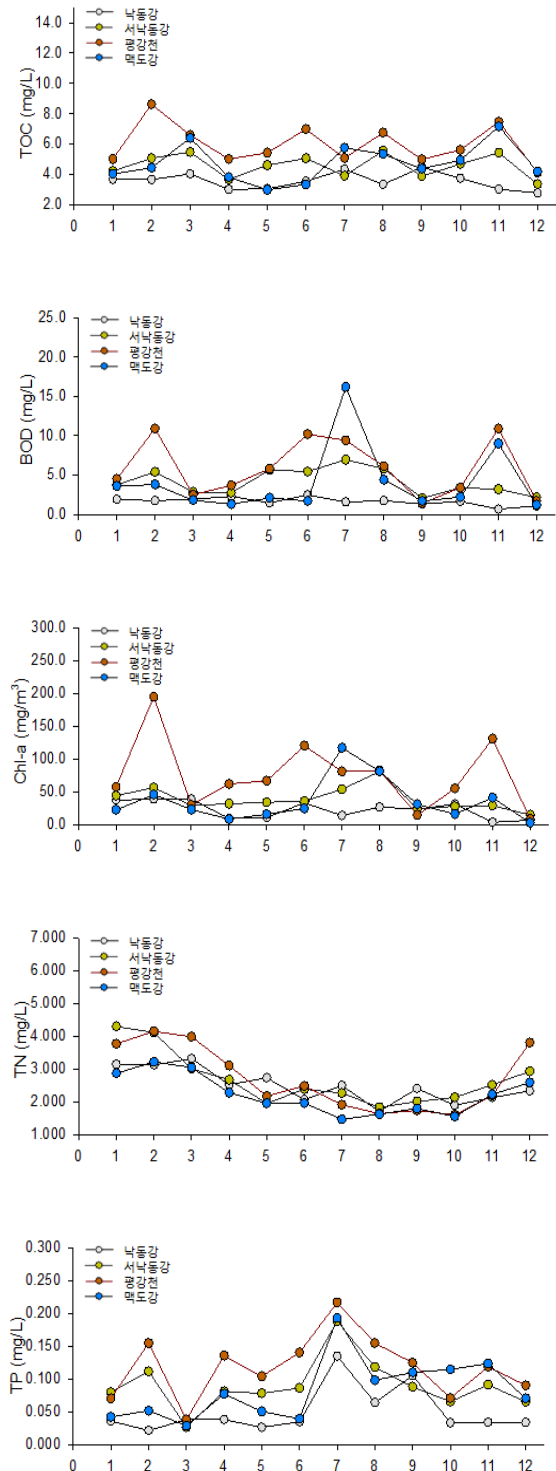 14.0
12.0
10.0
8.0
6.0
4.0
2.0
TOC (mg/L)
낙동강
서낙동강
평강천
맥도강
0 1 2 3 4 5 6 7 8 9 10 11 12
25.0
20.0
15.0
10.0
5.0
0.0
BOD (mg/L)
낙동강
서낙동강
평강천
맥도강
0 1 2 3 4 5 6 7 8 9 10 11 12
300.0
250.0
200.0
150.0
100.0
50.0
0.0
Chl-a (mg/m³)
낙동강
서낙동강
평강천
맥도강
0 1 2 3 4 5 6 7 8 9 10 11 12
7.000
6.000
5.000
4.000
3.000
2.000
1.000
TN (mg/L)
낙동강
서낙동강
평강천
맥도강
0 1 2 3 4 5 6 7 8 9 10 11 12
0.300
0.250
0.200
0.150
0.100
0.050
0.000
TP (mg/L)
낙동강
서낙동강
평강천
맥도강
0 1 2 3 4 5 6 7 8 9 10 11 12